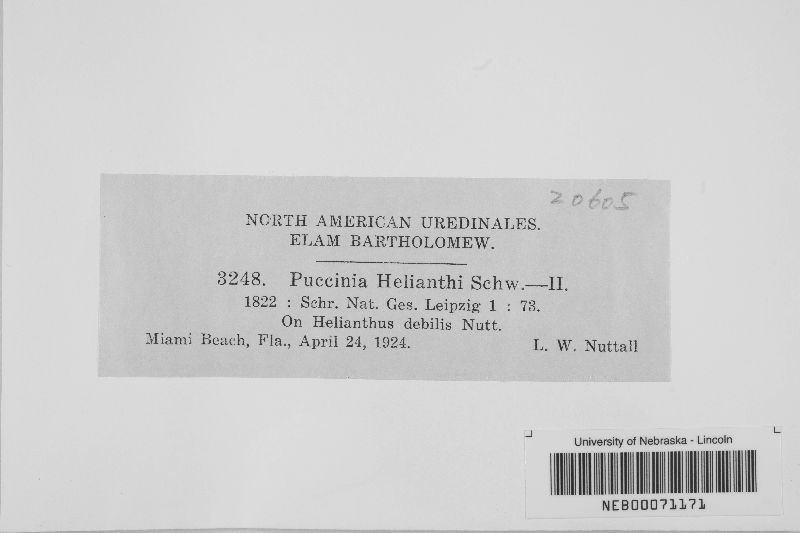 20605
NORTH AMERICAN UREDINALES.
ELAM BARTHOLOMEW.
3248. Puccinia Helianthi Schw.—II.
1822 : Schr. Nat. Ges. Leipzig 1 : 73.
On Helianthus debilis Nutt.
Miami Beach, Fla., April 24, 1924. L. W. Nuttall
University of Nebraska - Lincoln
NEB00071171